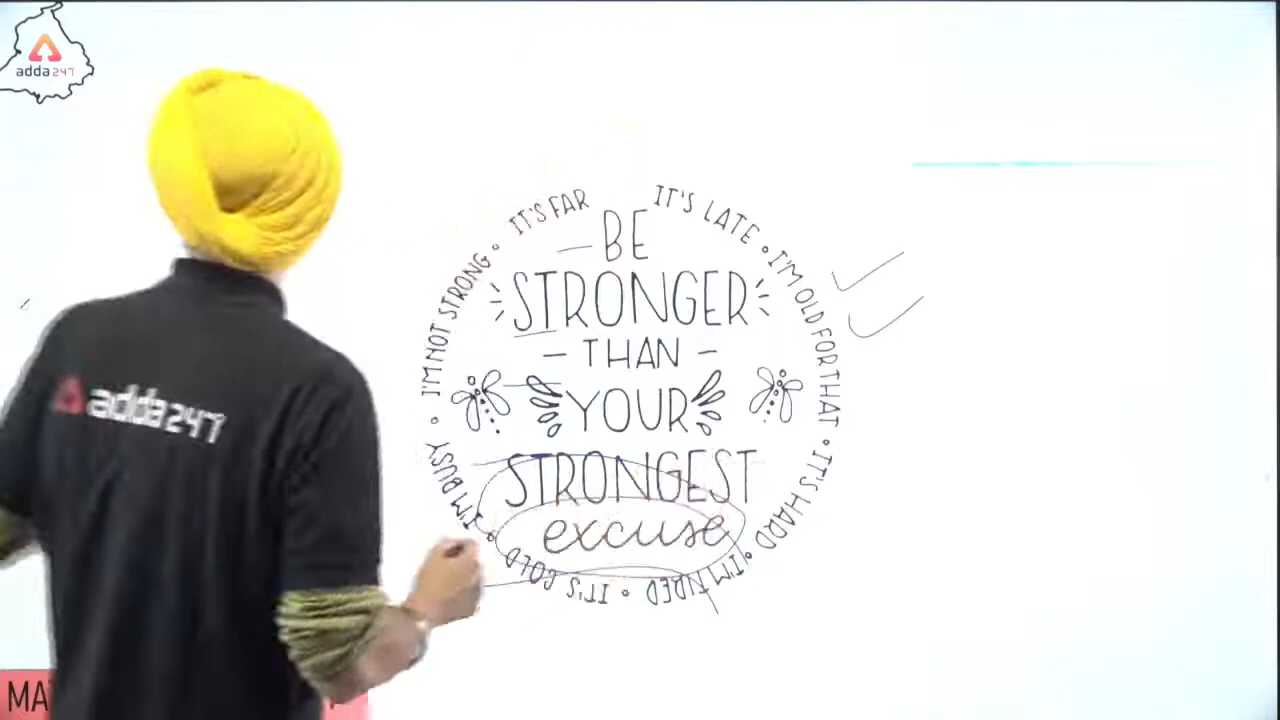 adda247
IT'S FAR
IT'S LATE
I'M OLD FOR THAT
IT'S HARD
I'M TIRED
IT'S COLD
I'M BUSY
I'M NOT STRONG
BE
STRONGER
- THAN -
YOUR
STRONGEST
excuse
adda247
MA